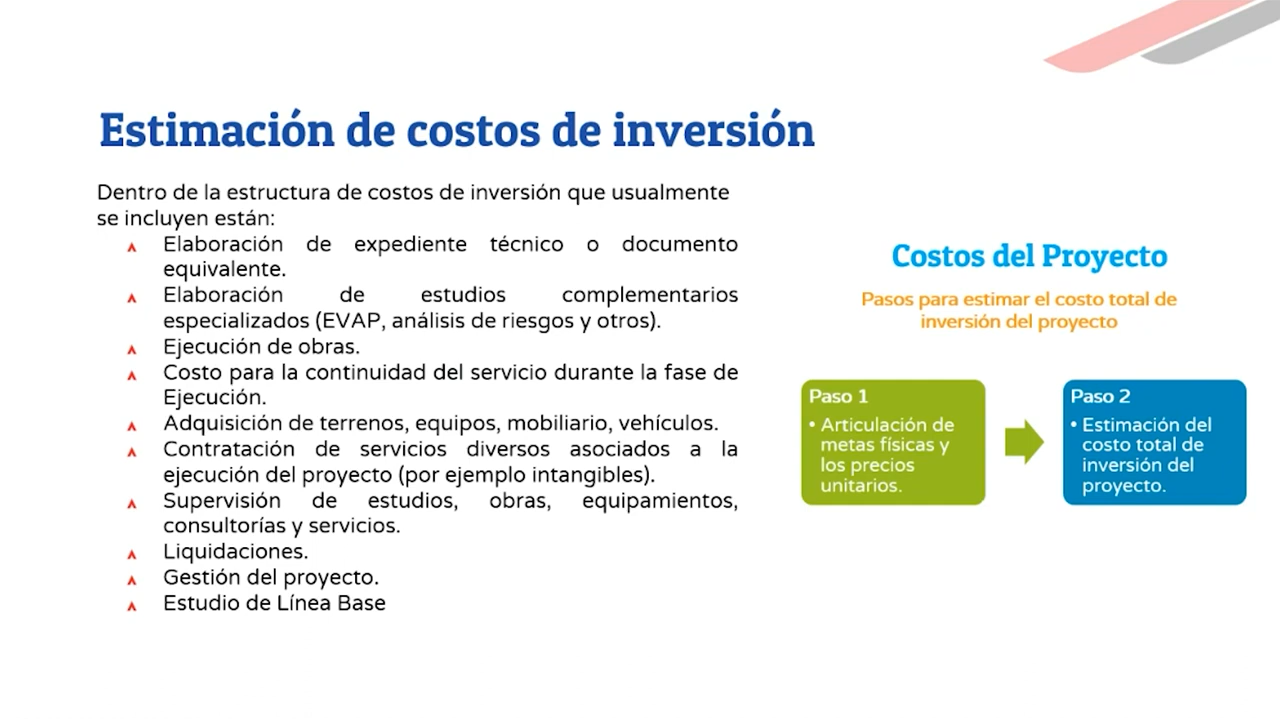 Estimación de costos de inversión
Dentro de la estructura de costos de inversión que usualmente
se incluyen están:
Elaboración de expediente técnico o documento
equivalente.
Elaboración de estudios complementarios
especializados (EVAP, análisis de riesgos y otros).
Ejecución de obras.
Costo para la continuidad del servicio durante la fase de
Ejecución.
Adquisición de terrenos, equipos, mobiliario, vehículos.
Contratación de servicios diversos asociados a la
ejecución del proyecto (por ejemplo intangibles).
Supervisión de estudios, obras, equipamientos,
consultorías y servicios.
Liquidaciones.
Gestión del proyecto.
Estudio de Línea Base
Costos del Proyecto
Pasos para estimar el costo total de
inversión del proyecto
Paso 1
• Articulación de
metas físicas y
los precios
unitarios.
Paso 2
• Estimación del
costo total de
inversión del
proyecto.